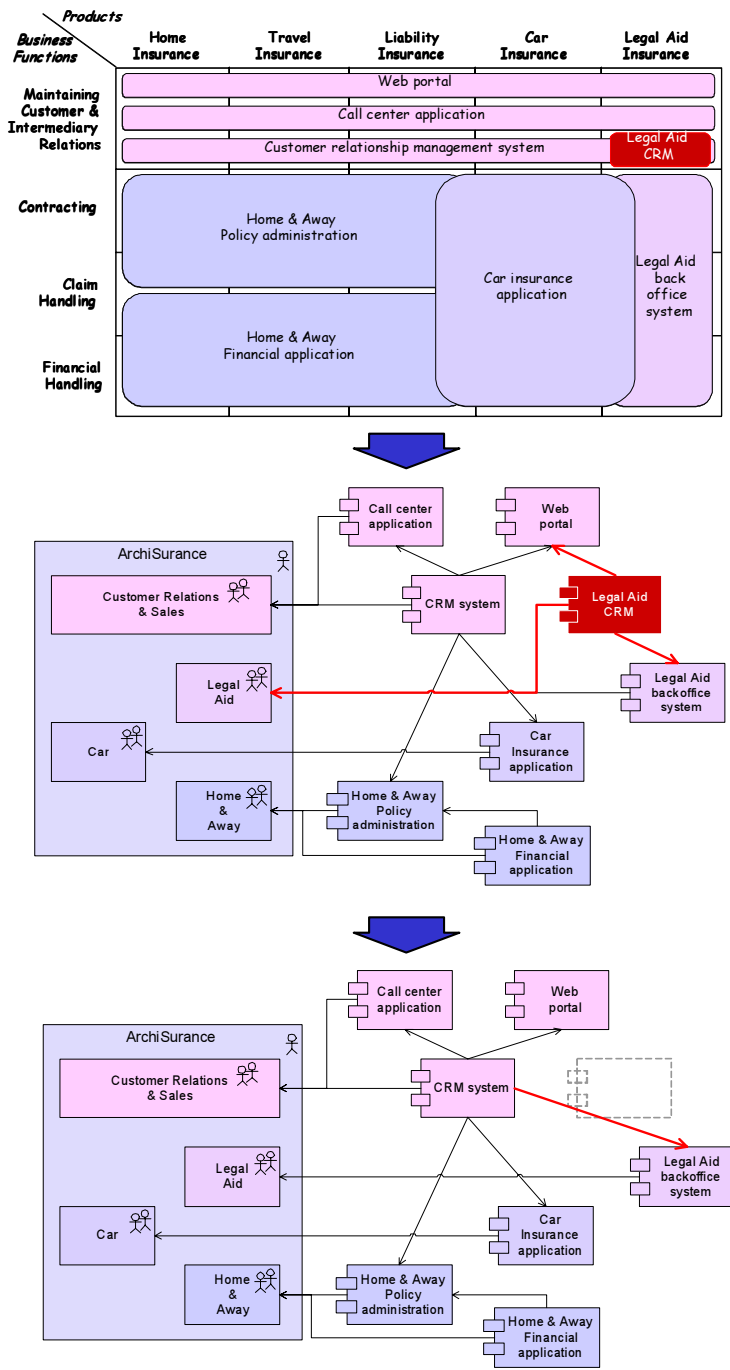 Products
Business
Functions
Home
Insurance
Travel
Insurance
Liability
Insurance
Car
Insurance
Legal Aid
Insurance
Maintaining
Customer &
Intermediary
Relations
Web portal
Call center application
Customer relationship management system
Legal Aid
CRM
Contracting
Claim
Handling
Financial
Handling
Home & Away
Policy administration
Home & Away
Financial application
Car insurance
application
Legal Aid
back
office
system
Call center
application
Web
portal
ArchiSurance
Customer Relations
& Sales
CRM system
Legal Aid
CRM
Legal
Aid
Legal Aid
backoffice
system
Car
Car
Insurance
application
Home
&
Away
Home & Away
Policy
administration
Home & Away
Financial
application
Call center
application
Web
portal
ArchiSurance
Customer Relations
& Sales
CRM system
Legal
Aid
Legal Aid
backoffice
system
Car
Car
Insurance
application
Home
&
Away
Home & Away
Policy
administration
Home & Away
Financial
application